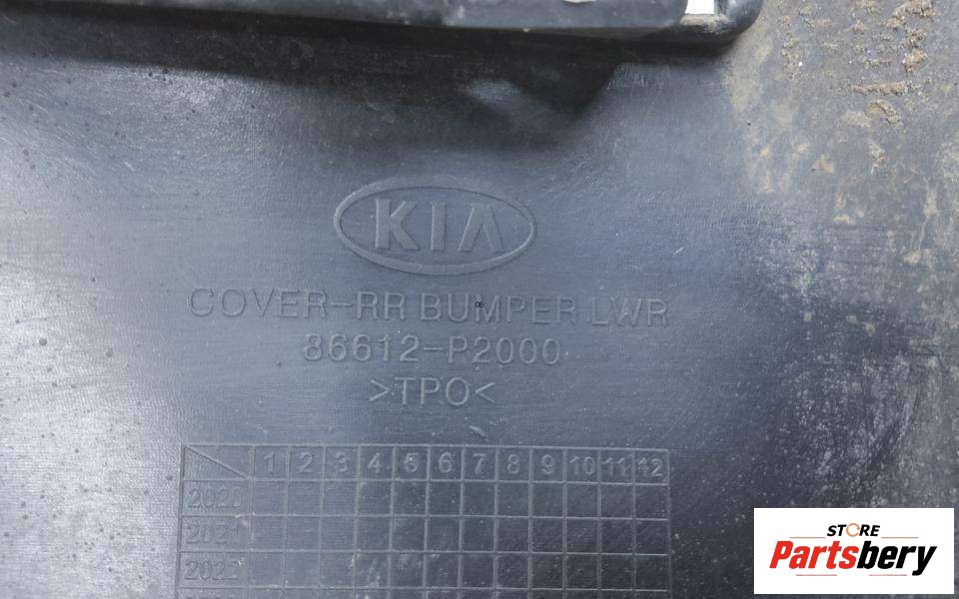 KIA
COVER-RR BUMPER LWR
86612-P2000
>TPO<
1 2 3 4 5 6 7 8 9 10 11 12
2020
2022
STORE
Partsbery